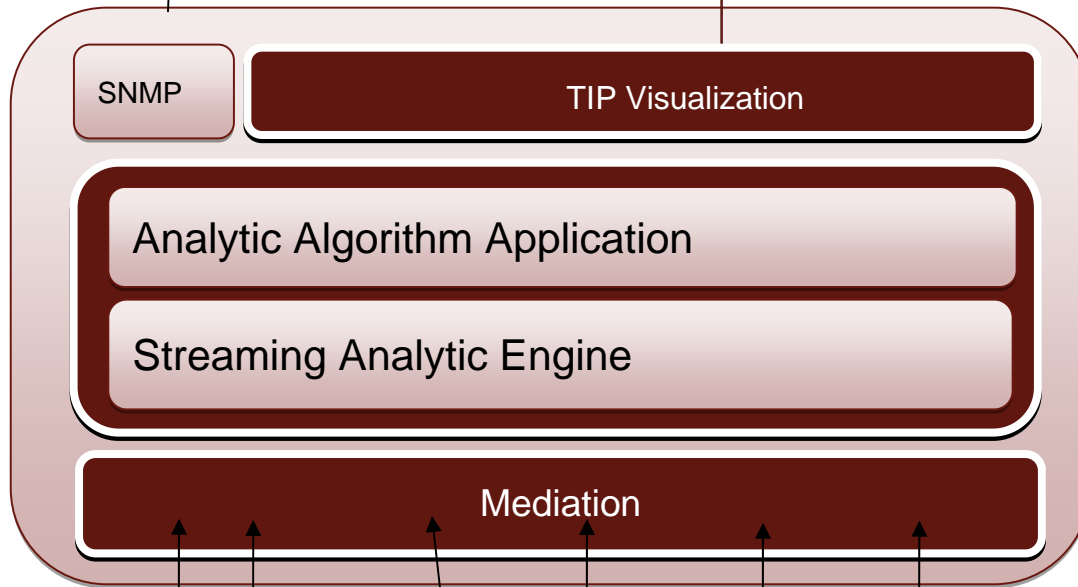 SNMP
TIP Visualization
Analytic Algorithm Application
Streaming Analytic Engine
Mediation